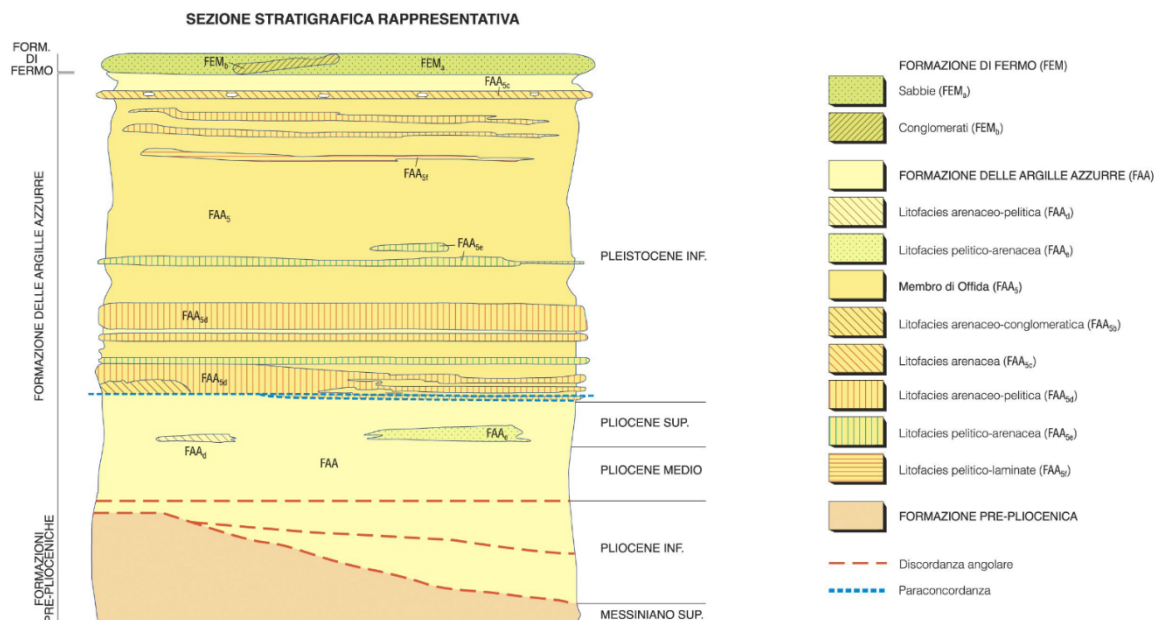 SEZIONE STRATIGRAFICA RAPPRESENTATIVA
FORM.
DI
FERMO
FORMAZIONE DELLE ARGILLE AZZURRE
FORMAZIONI
PRE-PLIOCENICHE
FEMb
FEMa
FAA5c
FAA5f
FAA5
FAA5e
FAA5d
FAA5d
FAAd
FAAe
FAA
PLEISTOCENE INF.
PLIOCENE SUP.
PLIOCENE MEDIO
PLIOCENE INF.
MESSINIANO SUP.
FORMAZIONE DI FERMO (FEM)
Sabbie (FEMa)
Conglomerati (FEMb)
FORMAZIONE DELLE ARGILLE AZZURRE (FAA)
Litofacies arenaceo-pelitica (FAAd)
Litofacies pelitico-arenacea (FAAe)
Membro di Offida (FAA5)
Litofacies arenaceo-conglomeratica (FAA5b)
Litofacies arenacea (FAA5c)
Litofacies arenaceo-pelitica (FAA5d)
Litofacies pelitico-arenacea (FAA5e)
Litofacies pelitico-laminate (FAA5f)
FORMAZIONE PRE-PLIOCENICA
Discordanza angolare
Paraconcordanza